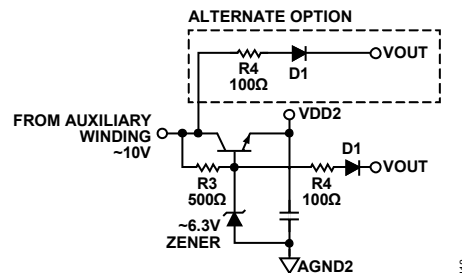 ALTERNATE OPTION
R4
100Ω
D1
VOUT
FROM AUXILIARY
WINDING
~10V
VDD2
D1
VOUT
R3
500Ω
R4
100Ω
~6.3V
ZENER
AGND2